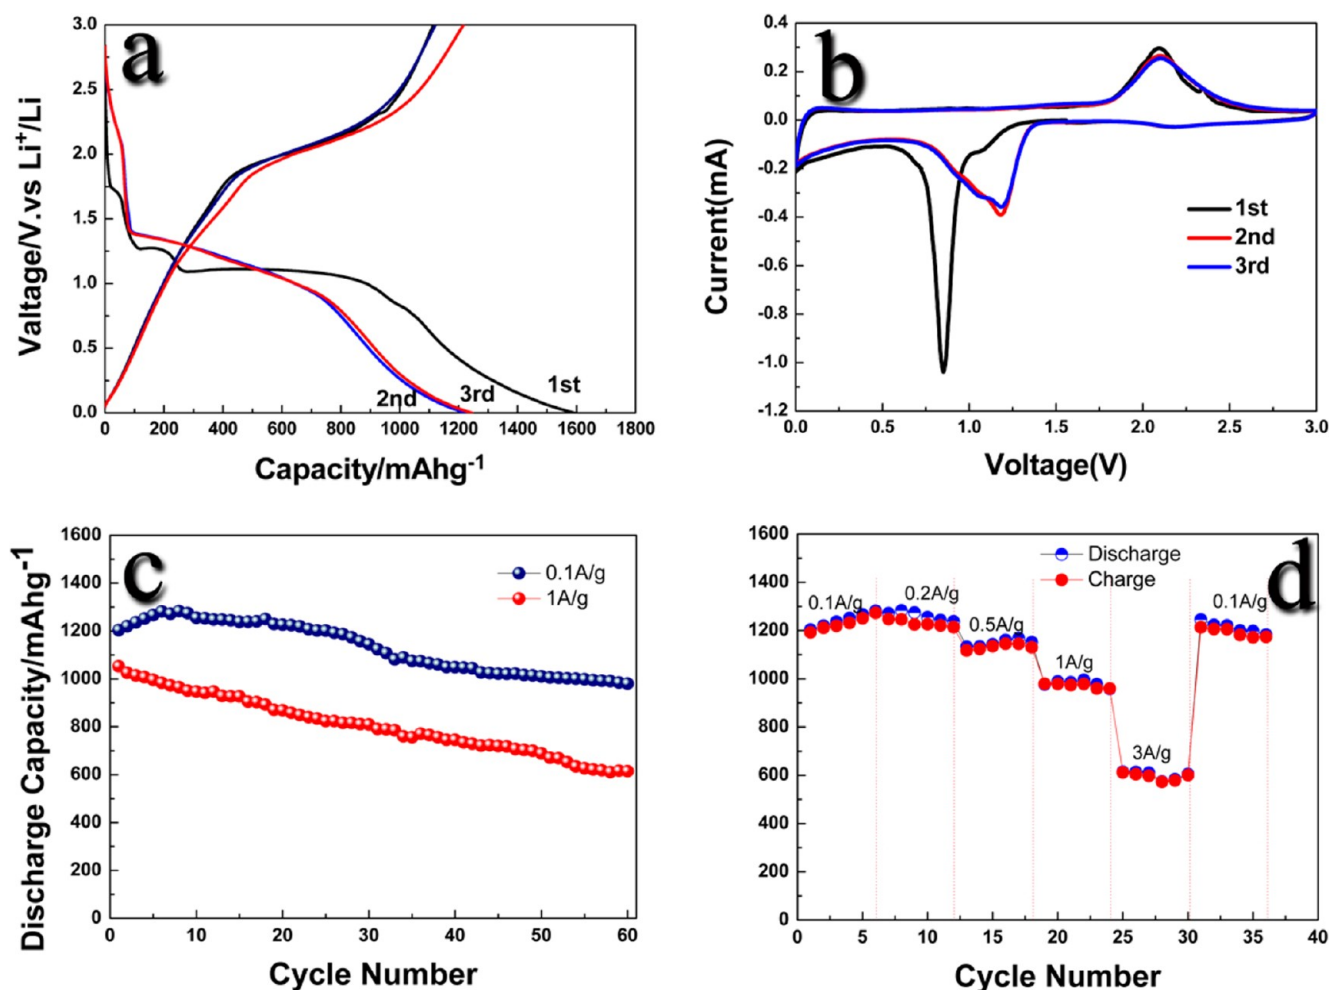 a
3.0
2.5
2.0
1.5
1.0
0.5
0.0
Valtage/V.vs Li⁺/Li
2nd 3rd 1st
0 200 400 600 800 1000 1200 1400 1600 1800
Capacity/mAhg⁻¹
b
0.4
0.2
0.0
-0.2
-0.4
-0.6
-0.8
-1.0
-1.2
Current(mA)
1st
2nd
3rd
0.0 0.5 1.0 1.5 2.0 2.5 3.0
Voltage(V)
c
1600
1400
1200
1000
800
600
400
200
0
Discharge Capacity/mAhg⁻¹
0.1A/g
1A/g
0 10 20 30 40 50 60
Cycle Number
d
1600
1400
1200
1000
800
600
400
200
0
Discharge
Charge
0.1A/g 0.2A/g 0.5A/g 1A/g 3A/g 0.1A/g
0 5 10 15 20 25 30 35 40
Cycle Number